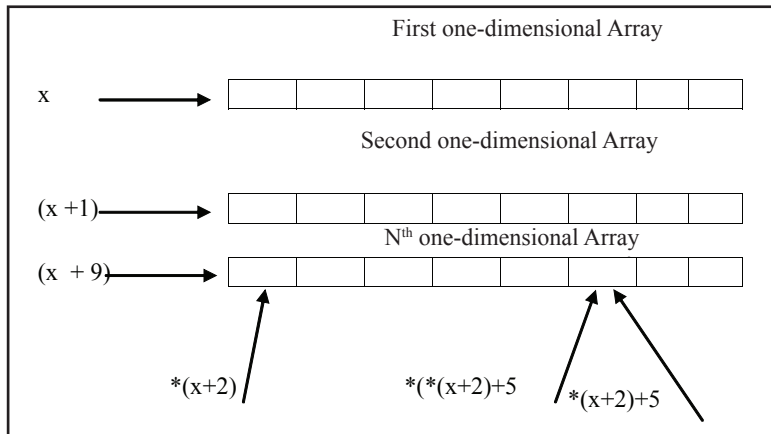 First one-dimensional Array
x
Second one-dimensional Array
(x +1)
Nth one-dimensional Array
(x + 9)
*(x+2)
*(*(x+2)+5
*(x+2)+5